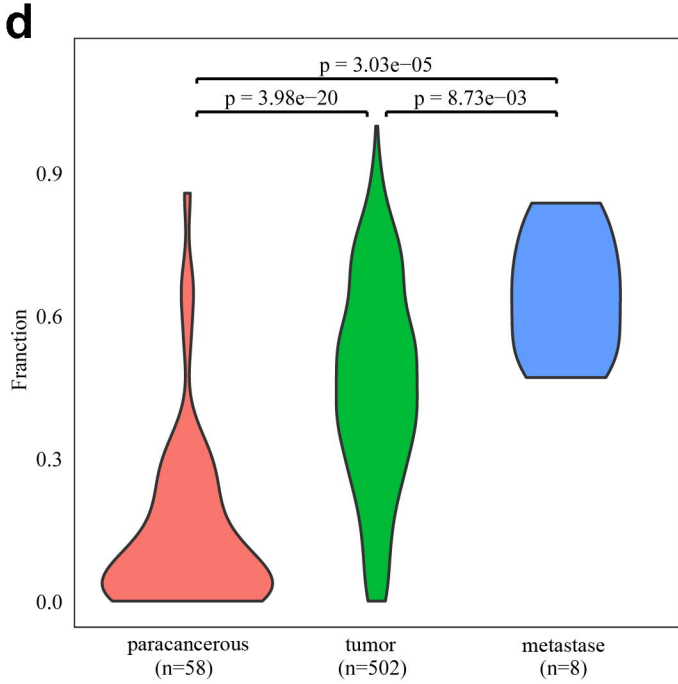 d
p = 3.03e−05
p = 3.98e−20
p = 8.73e−03
0.9
0.6
0.3
0.0
Franction
paracancerous
(n=58)
tumor
(n=502)
metastase
(n=8)